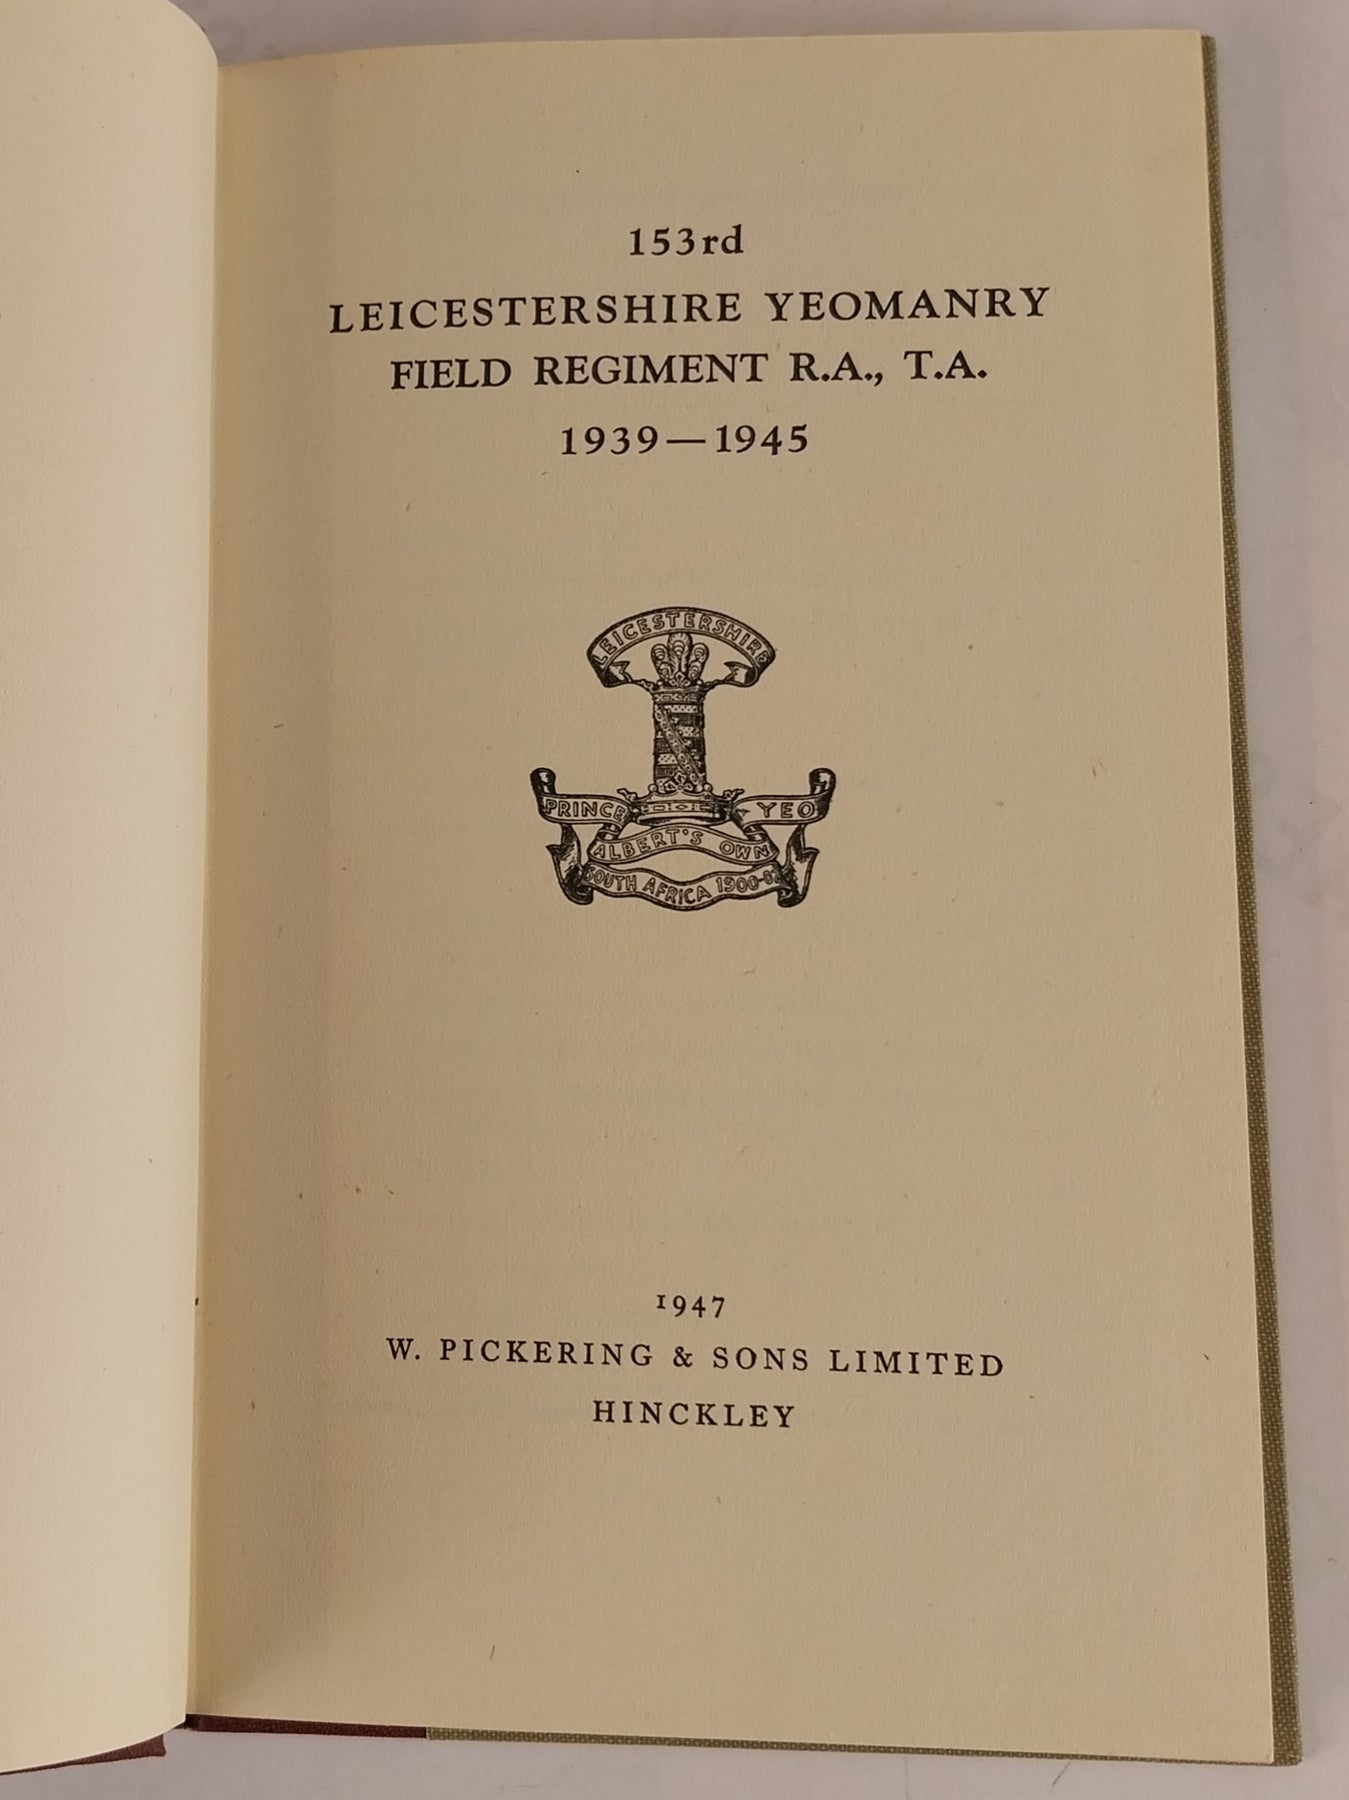 153rd
LEICESTERSHIRE YEOMANRY
FIELD REGIMENT R.A., T.A.
1939—1945
LEICESTERSHIRE
PRINCE YEO
ALBERT'S OWN
SOUTH AFRICA 1900-02
1947
W. PICKERING & SONS LIMITED
HINCKLEY